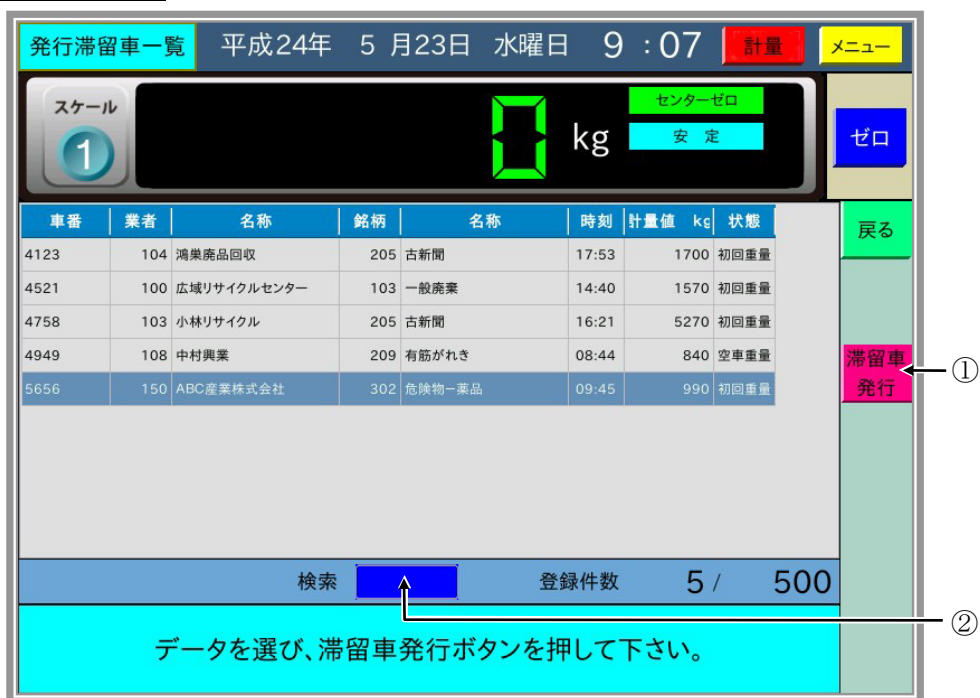 発行滞留車一覧 平成24年 5月23日 水曜日 9:07 計量 メニュー
スケール
1
0 kg
センターゼロ
安 定
ゼロ
戻る
車番 業者 名称 銘柄 名称 時刻 計量値 kg 状態
4123 104 鴻巣廃品回収 205 古新聞 17:53 1700 初回重量
4521 100 広域リサイクルセンター 103 一般廃棄 14:40 1570 初回重量
4758 103 小林リサイクル 205 古新聞 16:21 5270 初回重量
4949 108 中村興業 209 有筋がれき 08:44 840 空車重量
5656 150 ABC産業株式会社 302 危険物ー薬品 09:45 990 初回重量
滞留車
発行
①
検索 登録件数 5/ 500
②
データを選び、滞留車発行ボタンを押して下さい。